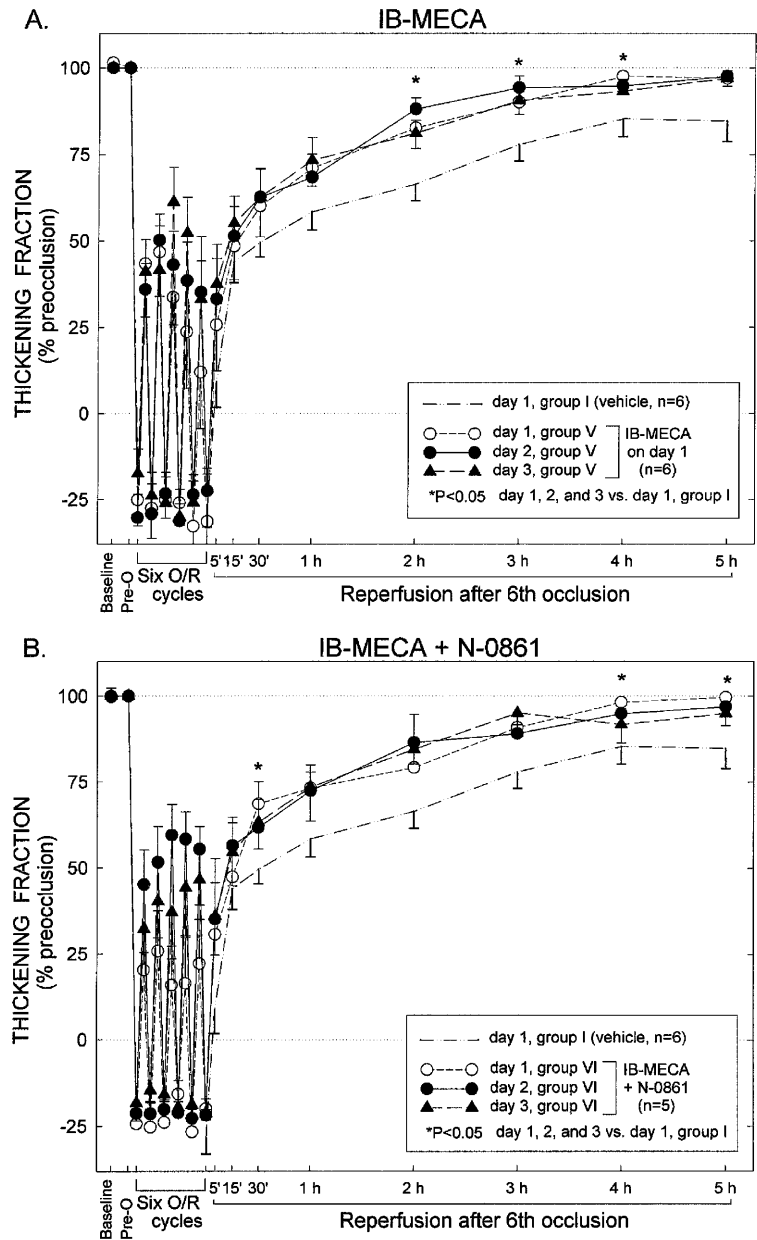 A.
IB-MECA
THICKENING FRACTION
(% preocclusion)
100
75
50
25
0
-25
*
*
*
day 1, group I (vehicle, n=6)
day 1, group V
day 2, group V
day 3, group V
IB-MECA
on day 1
(n=6)
*P<0.05 day 1, 2, and 3 vs. day 1, group I
Baseline
Pre-O
Six O/R
cycles
5' 15' 30' 1 h 2 h 3 h 4 h 5 h
Reperfusion after 6th occlusion
B.
IB-MECA + N-0861
THICKENING FRACTION
(% preocclusion)
100
75
50
25
0
-25
*
*
*
day 1, group I (vehicle, n=6)
day 1, group VI
day 2, group VI
day 3, group VI
IB-MECA
+ N-0861
(n=5)
*P<0.05 day 1, 2, and 3 vs. day 1, group I
Baseline
Pre-O
Six O/R
cycles
5' 15' 30' 1 h 2 h 3 h 4 h 5 h
Reperfusion after 6th occlusion